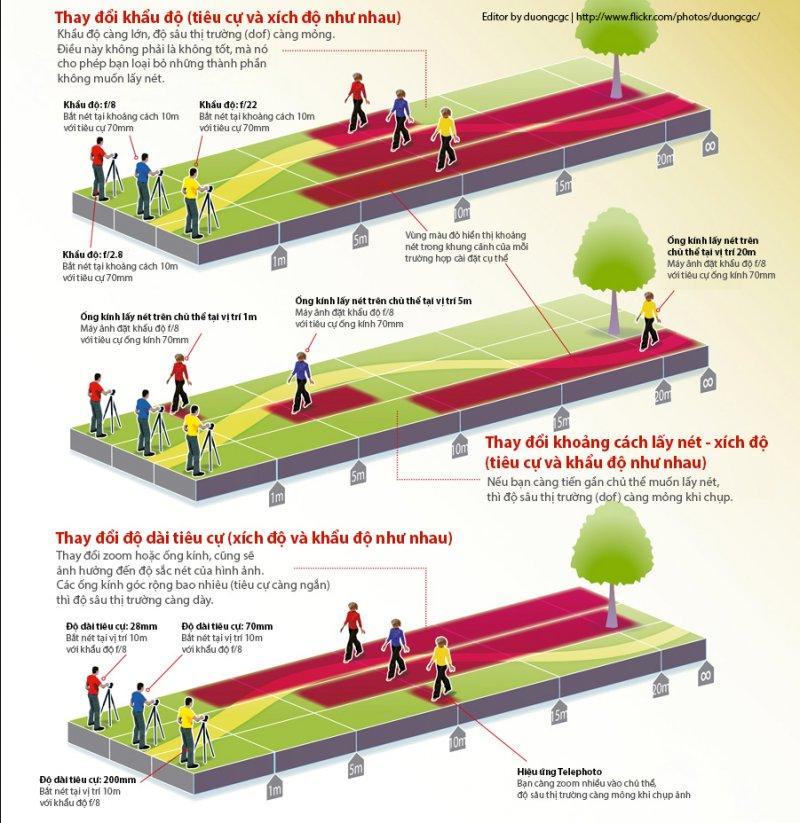 Thay đổi khẩu độ (tiêu cự và xích độ như nhau)
Editor by duongcgc | http://www.flickr.com/photos/duongcgc/
Khẩu độ càng lớn, độ sâu thị trường (dof) càng mỏng.
Điều này không phải là không tốt, mà nó
cho phép bạn loại bỏ những thành phần
không muốn lấy nét.
Khẩu độ: f/8
Bắt nét tại khoảng cách 10m
với tiêu cự 70mm
Khẩu độ: f/22
Bắt nét tại khoảng cách 10m
với tiêu cự 70mm
Khẩu độ: f/2.8
Bắt nét tại khoảng cách 10m
với tiêu cự 70mm
1m
5m
10m
15m
20m
∞
Vùng màu đỏ hiển thị khoảng
nét trong khung cảnh của mỗi
trường hợp cài đặt cụ thể
Ống kính lấy nét trên
chủ thể tại vị trí 20m
Máy ảnh đặt khẩu độ f/8
với tiêu cự ống kính 70mm
Ống kính lấy nét trên chủ thể tại vị trí 1m
Máy ảnh đặt khẩu độ f/8
với tiêu cự ống kính 70mm
Ống kính lấy nét trên chủ thể tại vị trí 5m
Máy ảnh đặt khẩu độ f/8
với tiêu cự ống kính 70mm
1m
5m
10m
15m
20m
∞
Thay đổi khoảng cách lấy nét - xích độ
(tiêu cự và khẩu độ như nhau)
Nếu bạn càng tiến gần chủ thể muốn lấy nét,
thì độ sâu thị trường (dof) càng mỏng khi chụp.
Thay đổi độ dài tiêu cự (xích độ và khẩu độ như nhau)
Thay đổi zoom hoặc ống kính, cũng sẽ
ảnh hưởng đến độ sắc nét của hình ảnh.
Các ống kính góc rộng bao nhiêu (tiêu cự càng ngắn)
thì độ sâu thị trường càng dày.
Độ dài tiêu cự: 28mm
Bắt nét tại vị trí 10m
với khẩu độ f/8
Độ dài tiêu cự: 70mm
Bắt nét tại vị trí 10m
với khẩu độ f/8
Độ dài tiêu cự: 200mm
Bắt nét tại vị trí 10m
với khẩu độ f/8
1m
5m
10m
15m
20m
∞
Hiệu ứng Telephoto
Bạn càng zoom nhiều vào chủ thể,
độ sâu thị trường càng mỏng khi chụp ảnh